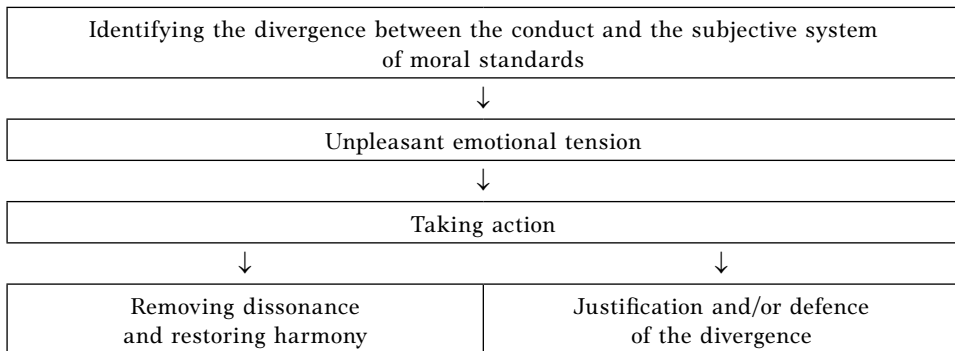 Identifying the divergence between the conduct and the subjective system
of moral standards
↓
Unpleasant emotional tension
↓
Taking action
↓ ↓
Removing dissonance
and restoring harmony
Justification and/or defence
of the divergence